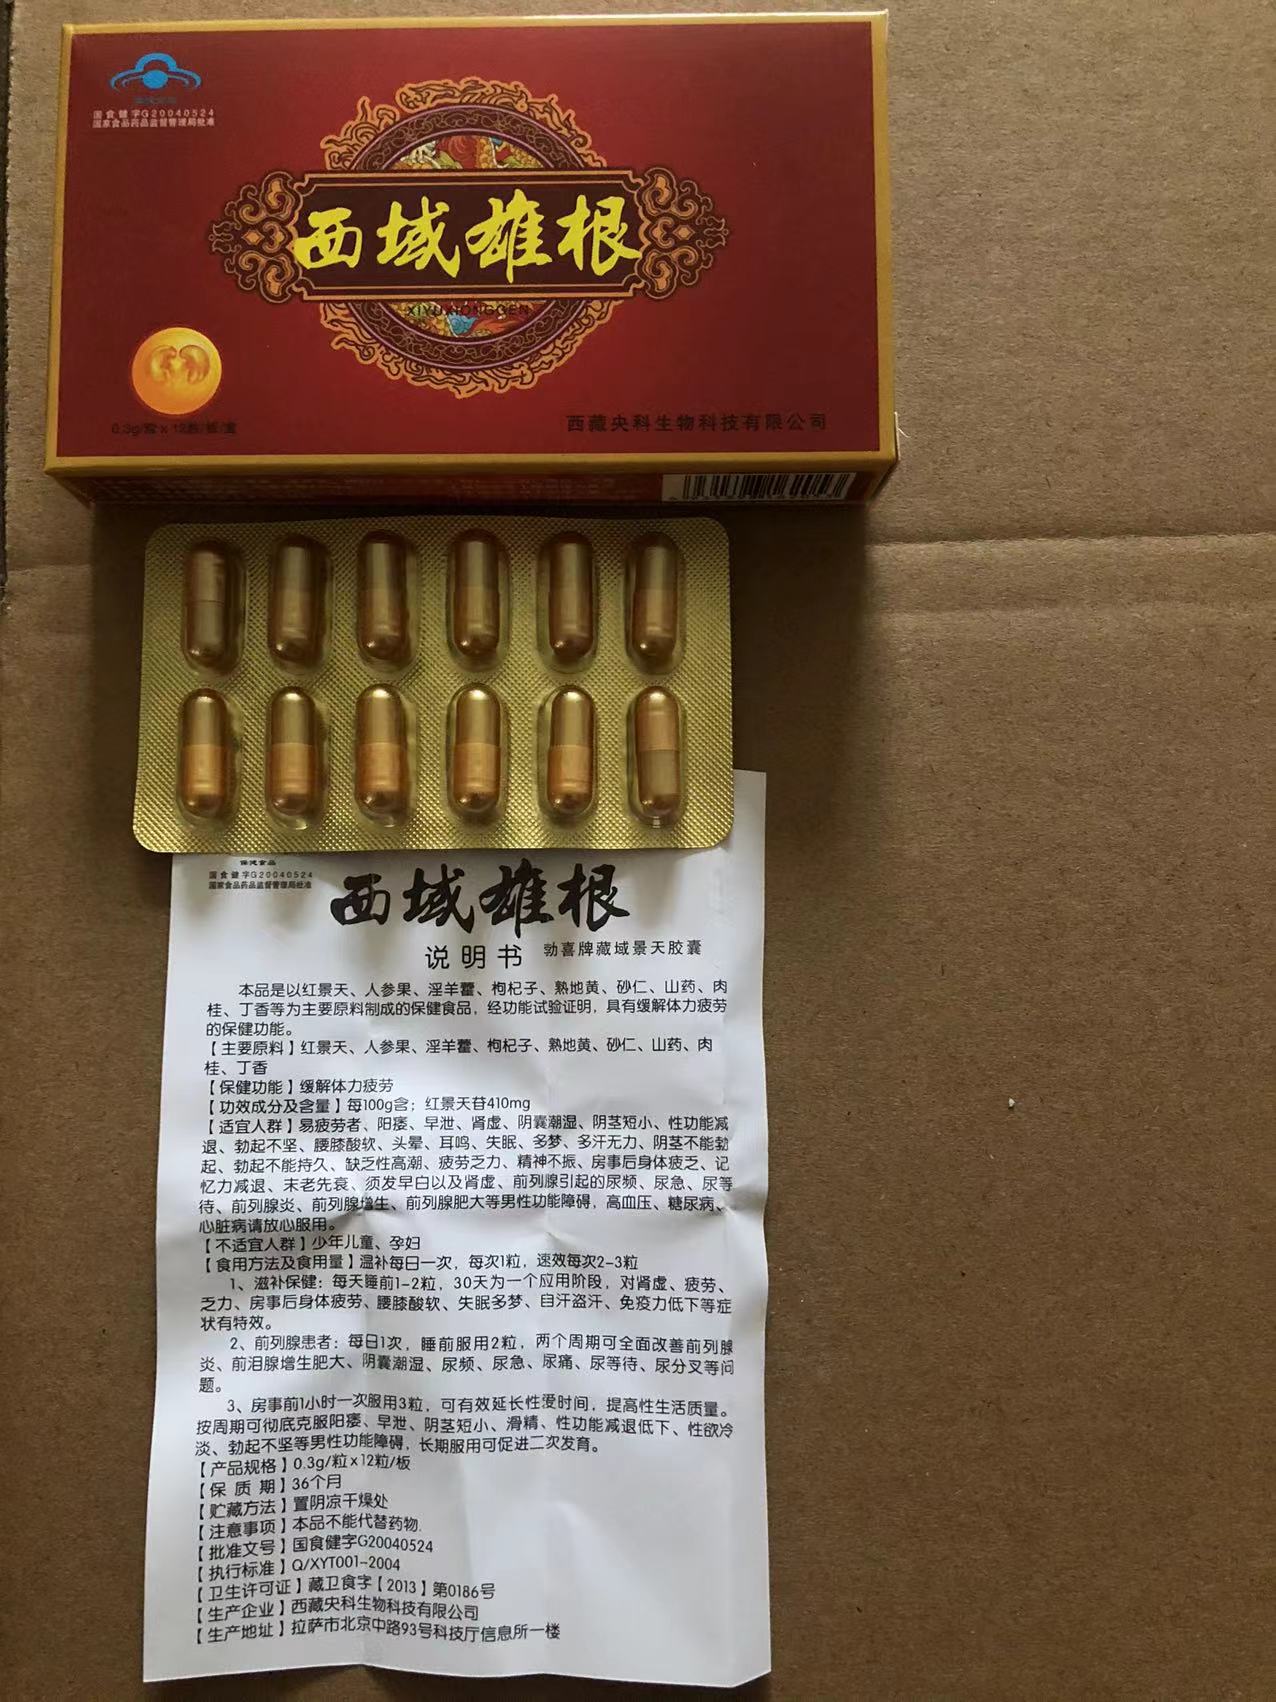 国食健字G20040524
国家食品药品监督管理局批准
西域雄根
XIYUXIONGGEN
0.3g/粒x12粒/板/盒
西藏央科生物科技有限公司
保健食品
国食健字G20040524
国家食品药品监督管理局批准
西域雄根
说明书 勃喜牌藏域景天胶囊
本品是以红景天、人参果、淫羊藿、枸杞子、熟地黄、砂仁、山药、肉
桂、丁香等为主要原料制成的保健食品，经功能试验证明，具有缓解体力疲劳
的保健功能。
【主要原料】红景天、人参果、淫羊藿、枸杞子、熟地黄、砂仁、山药、肉
桂、丁香
【保健功能】缓解体力疲劳
【功效成分及含量】每100g含；红景天苷410mg
【适宜人群】易疲劳者、阳痿、早泄、肾虚、阴囊潮湿、阴茎短小、性功能减
退、勃起不坚、腰膝酸软、头晕、耳鸣、失眠、多梦、多汗无力、阴茎不能勃
起、勃起不能持久、缺乏性高潮、疲劳乏力、精神不振、房事后身体疲乏、记
忆力减退、末老先衰、须发早白以及肾虚、前列腺引起的尿频、尿急、尿等
待、前列腺炎、前列腺增生、前列腺肥大等男性功能障碍，高血压、糖尿病、
心脏病请放心服用。
【不适宜人群】少年儿童、孕妇
【食用方法及食用量】温补每日一次，每次1粒，速效每次2-3粒
1、滋补保健：每天睡前1-2粒，30天为一个应用阶段，对肾虚、疲劳、
乏力、房事后身体疲劳、腰膝酸软、失眠多梦、自汗盗汗、免疫力低下等症
状有特效。
2、前列腺患者：每日1次，睡前服用2粒，两个周期可全面改善前列腺
炎、前泪腺增生肥大、阴囊潮湿、尿频、尿急、尿痛、尿等待、尿分叉等问
题。
3、房事前1小时一次服用3粒，可有效延长性爱时间，提高性生活质量。
按周期可彻底克服阳痿、早泄、阴茎短小、滑精、性功能减退低下、性欲冷
淡、勃起不坚等男性功能障碍，长期服用可促进二次发育。
【产品规格】0.3g/粒x12粒/板
【保 质 期】36个月
【贮藏方法】置阴凉干燥处
【注意事项】本品不能代替药物.
【批准文号】国食健字G20040524
【执行标准】Q/XYT001-2004
【卫生许可证】藏卫食字【2013】第0186号
【生产企业】西藏央科生物科技有限公司
【生产地址】拉萨市北京中路93号科技厅信息所一楼